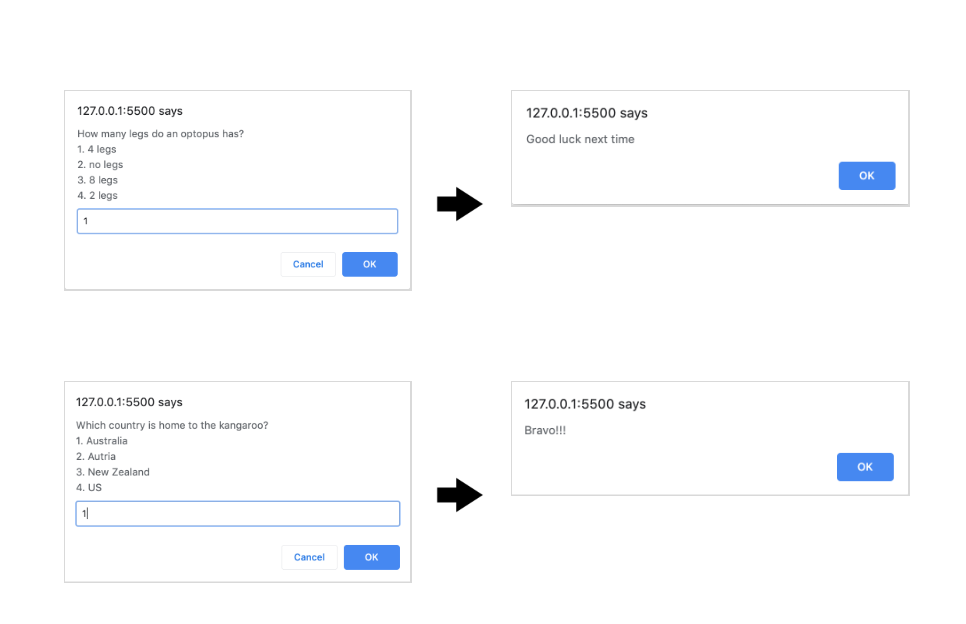 127.0.0.1:5500 says
How many legs do an optopus has?
1. 4 legs
2. no legs
3. 8 legs
4. 2 legs
1
Cancel
OK
127.0.0.1:5500 says
Good luck next time
OK
127.0.0.1:5500 says
Which country is home to the kangaroo?
1. Australia
2. Autria
3. New Zealand
4. US
1
Cancel
OK
127.0.0.1:5500 says
Bravo!!!
OK